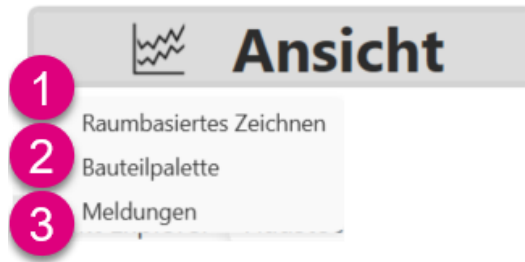 Ansicht
1
Raumbasiertes Zeichnen
2
Bauteilpalette
3
Meldungen